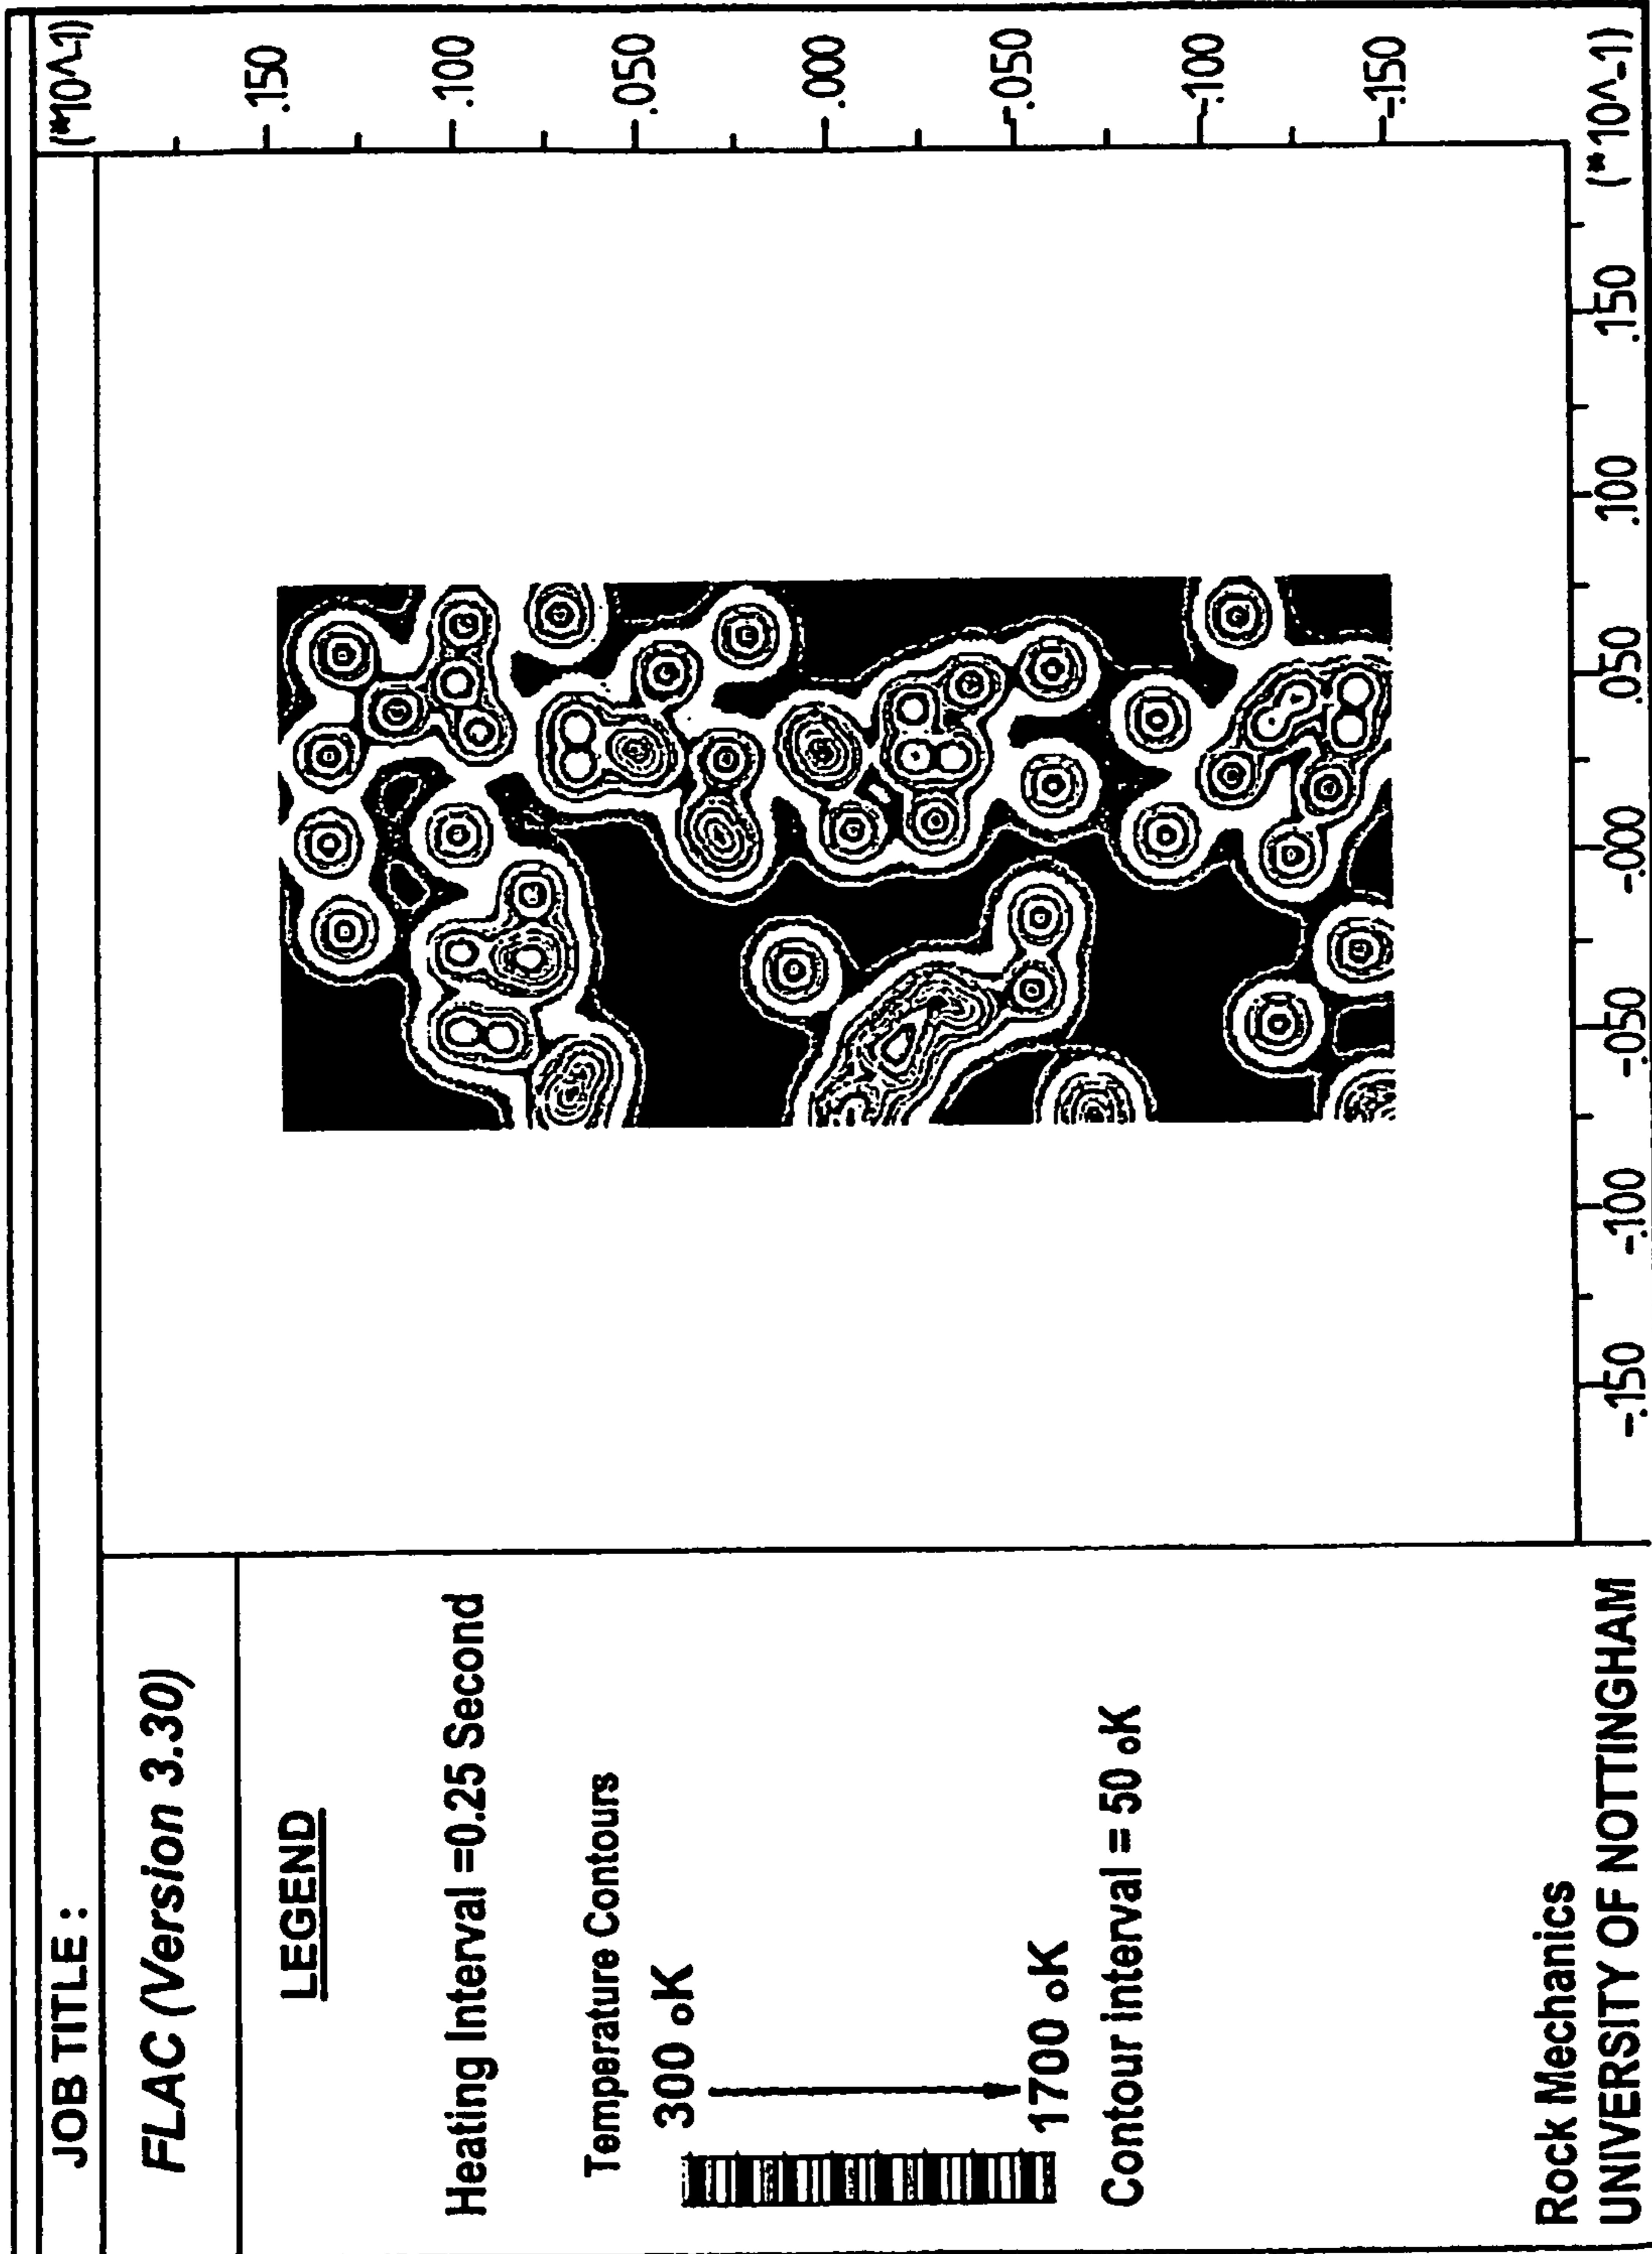 JOB TITLE :
FLAC (Version 3.30)
LEGEND
Heating Interval =0.25 Second
Temperature Contours
300 oK
1700 oK
Contour interval = 50 oK
Rock Mechanics
UNIVERSITY OF NOTTINGHAM
(*10^-1)
.150
.100
.050
.000
-.050
-.100
-.150
-.150
-.100
-.050
-.000
.050
.100
.150
(*10^-1)